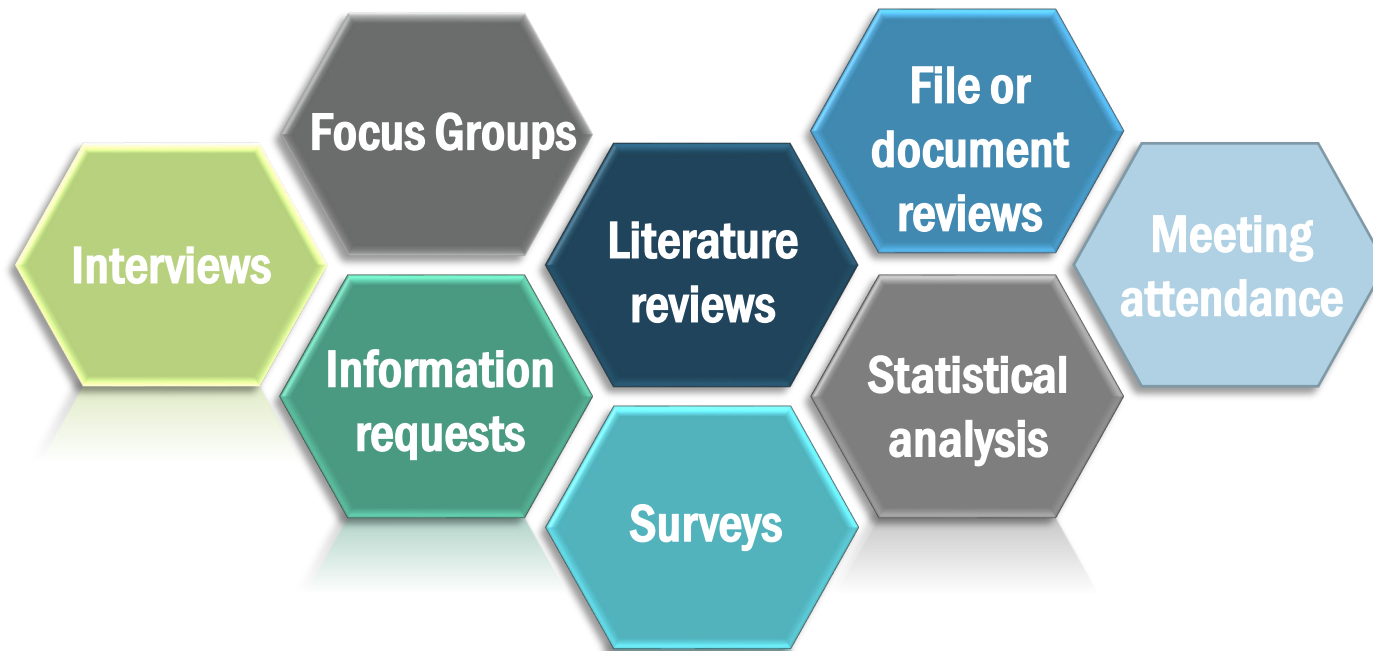 Interviews
Focus Groups
Information
requests
Literature
reviews
Surveys
File or
document
reviews
Statistical
analysis
Meeting
attendance